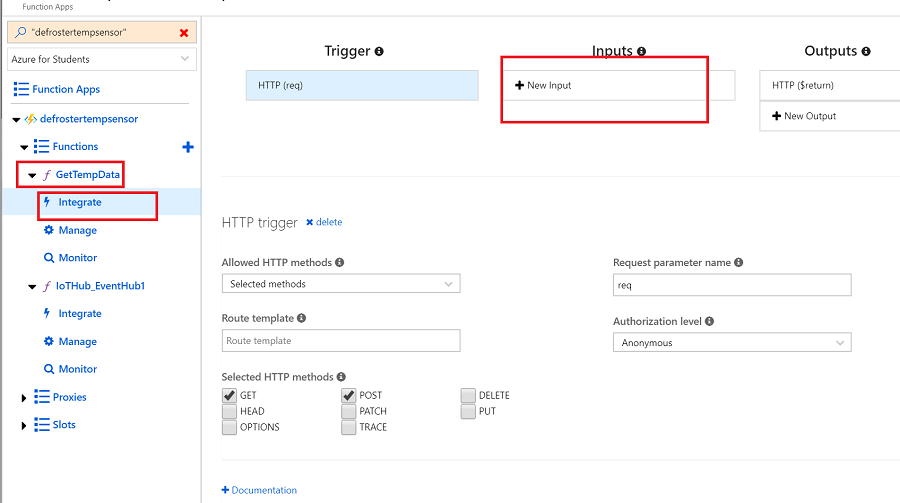 Function Apps
"defrostertempsensor"
Azure for Students
Function Apps
defrostertempsensor
Functions
GetTempData
Integrate
Manage
Monitor
IoTHub_EventHub1
Integrate
Manage
Monitor
Proxies
Slots
Trigger
HTTP (req)
Inputs
New Input
Outputs
HTTP ($return)
New Output
HTTP trigger
delete
Allowed HTTP methods
Selected methods
Request parameter name
req
Route template
Route template
Authorization level
Anonymous
Selected HTTP methods
GET POST DELETE
HEAD PATCH PUT
OPTIONS TRACE
Documentation